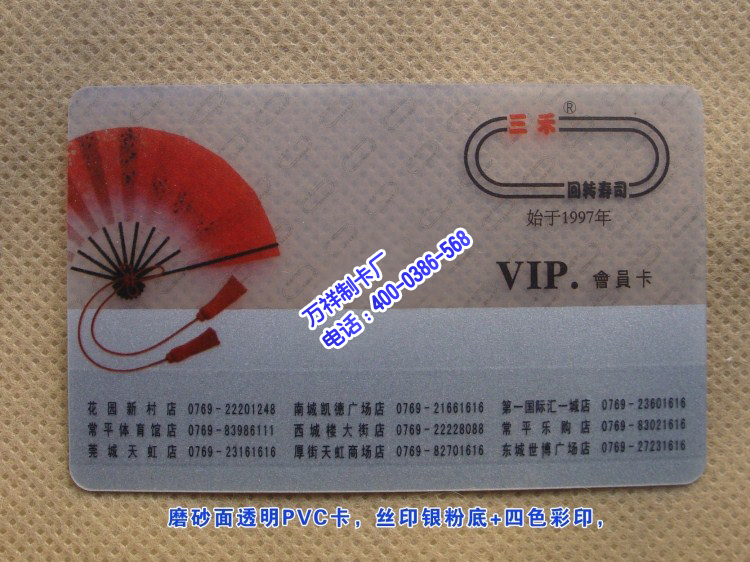 三禾®
回转寿司
始于1997年
VIP. 會員卡
万祥制卡厂
电话：400-0386-568
花园新村店 0769-22201248 南城凯德广场店 0769-21661616 第一国际汇一城店 0769-23601616
常平体育馆店 0769-83986111 西城楼大街店 0769-22228088 常平乐购店 0769-83021616
莞城天虹店 0769-23161616 厚街天虹商场店 0769-82701616 东城世博广场店 0769-27231616
磨砂面透明PVC卡，丝印银粉底+四色彩印，